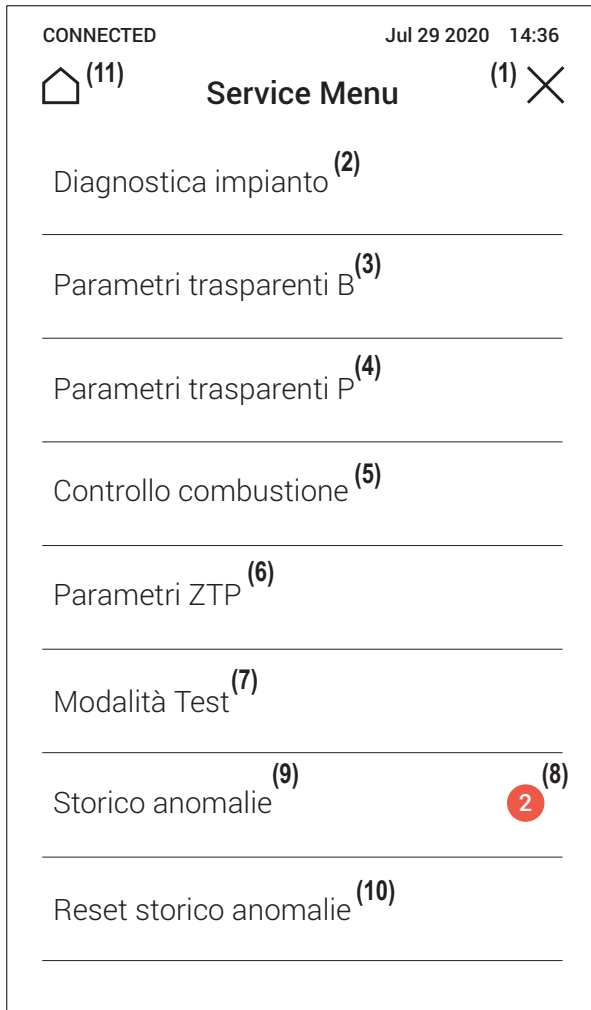 CONNECTED Jul 29 2020 14:36
(11) Service Menu (1)
Diagnostica impianto (2)
Parametri trasparenti B (3)
Parametri trasparenti P (4)
Controllo combustione (5)
Parametri ZTP (6)
Modalità Test (7)
Storico anomalie (9) 2 (8)
Reset storico anomalie (10)